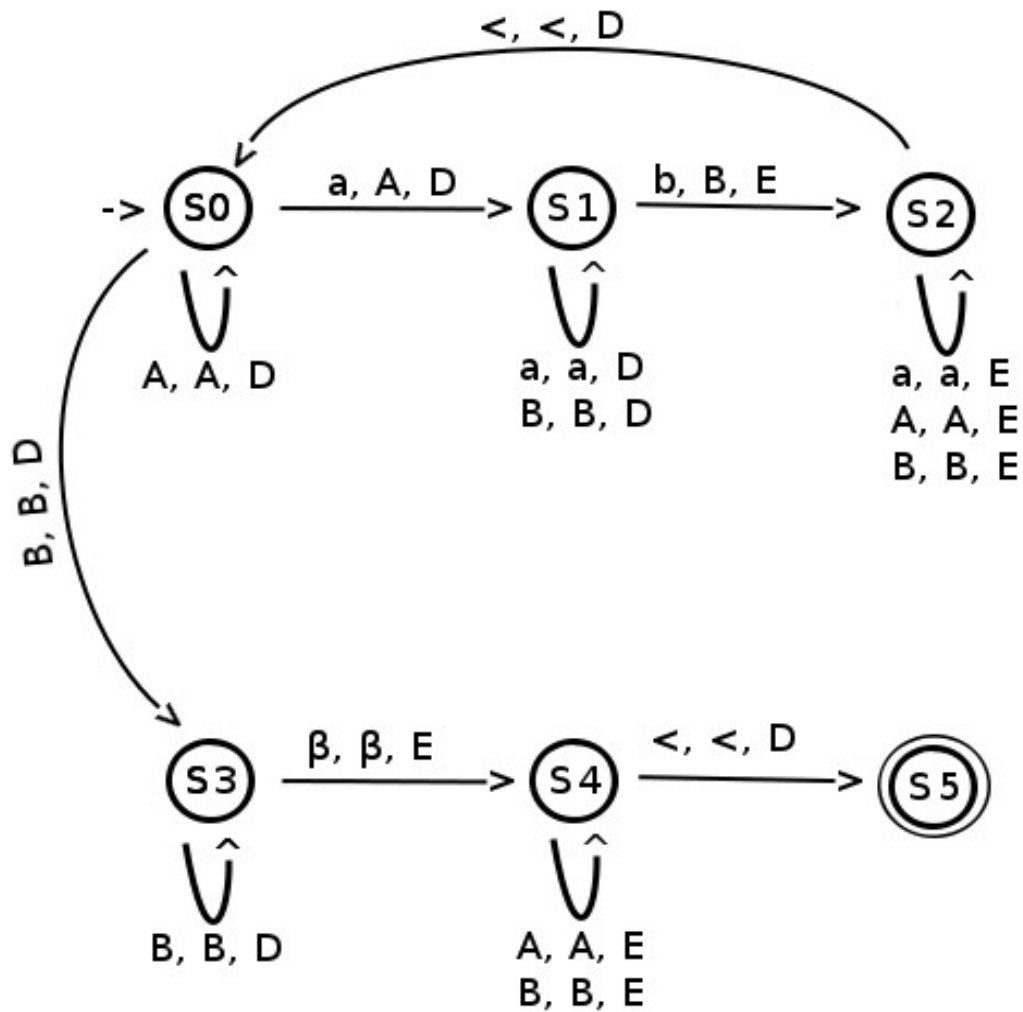 <, <, D
a, A, D
b, B, E
->
S0
S1
S2
A, A, D
a, a, D
B, B, D
a, a, E
A, A, E
B, B, E
B, B, D
β, β, E
<, <, D
S3
S4
S5
B, B, D
A, A, E
B, B, E